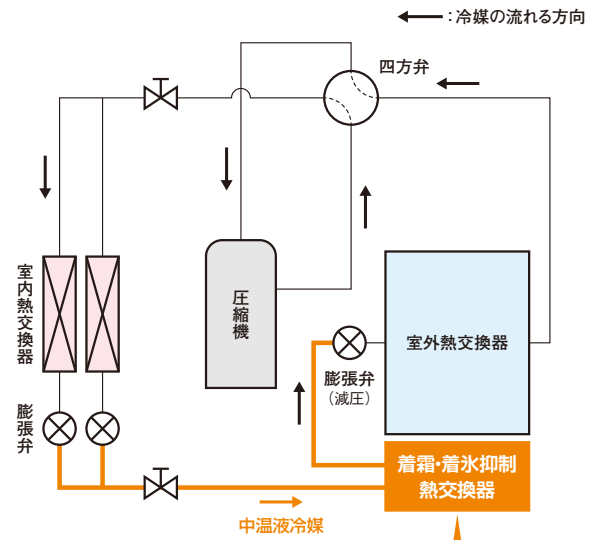 ：冷媒の流れる方向
四方弁
室内熱交換器
圧縮機
室外熱交換器
膨張弁
（減圧）
膨張弁
着霜・着氷抑制
熱交換器
中温液冷媒